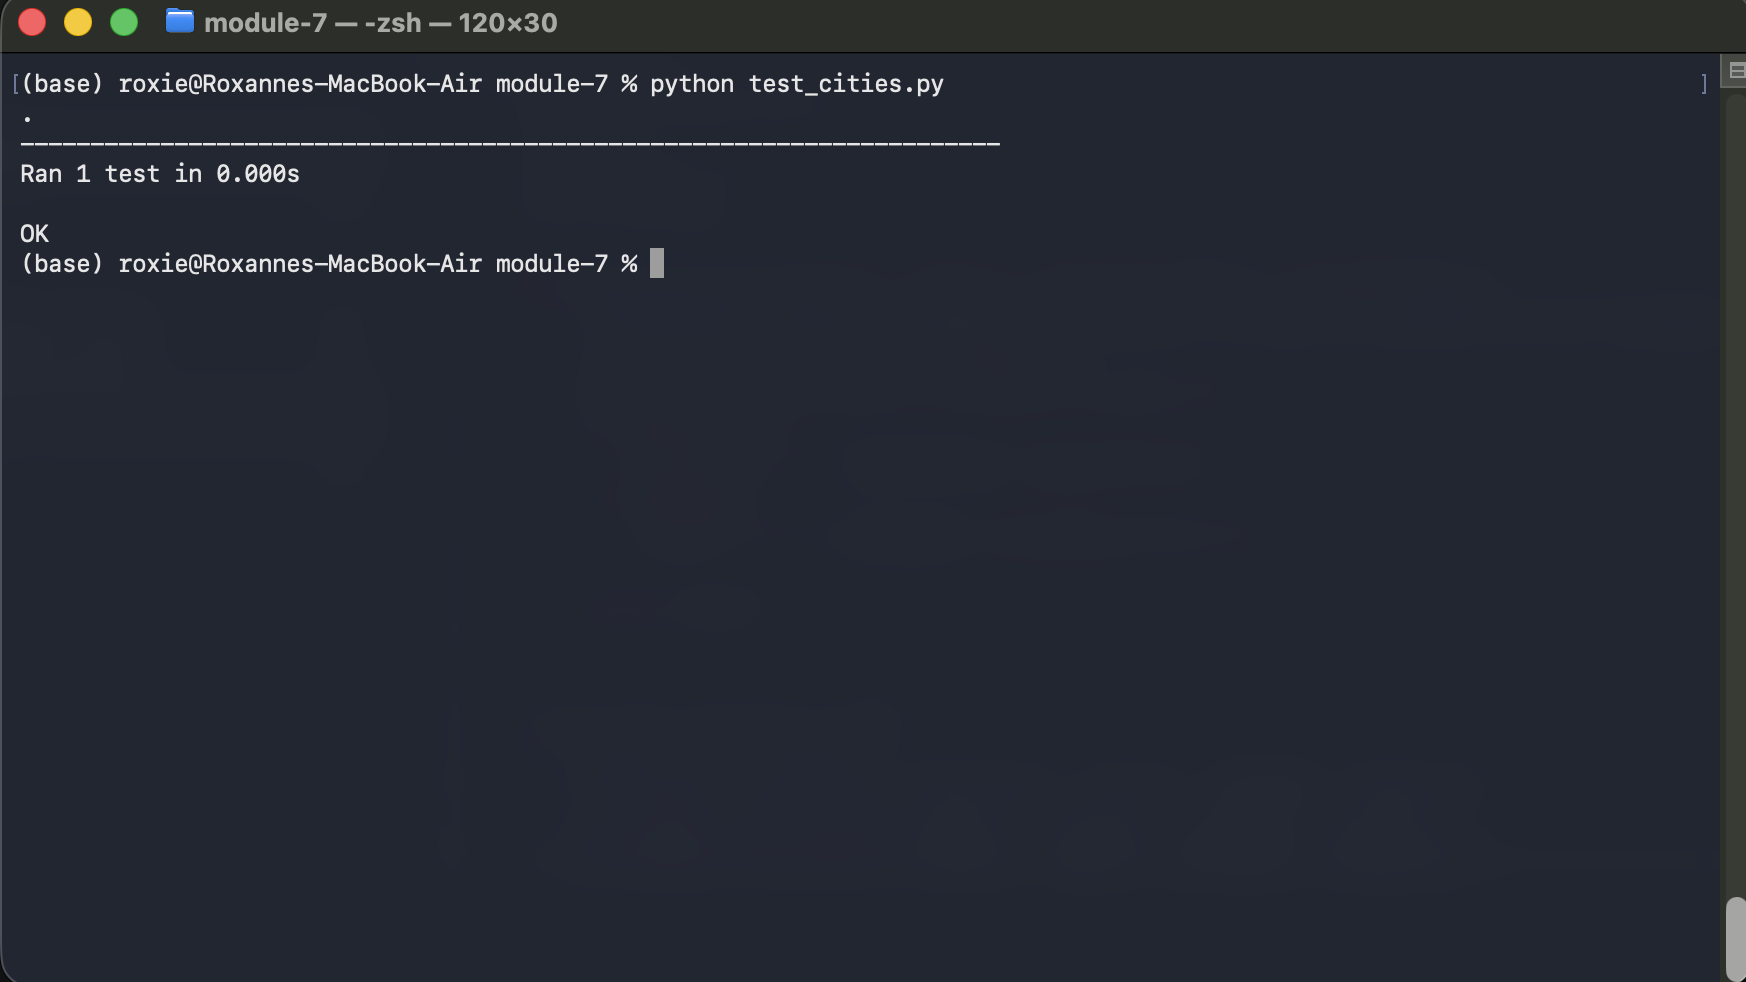 module-7 — -zsh — 120×30
[(base) roxie@Roxannes-MacBook-Air module-7 % python test_cities.py ]
.
----------------------------------------------------------------------
Ran 1 test in 0.000s
OK
(base) roxie@Roxannes-MacBook-Air module-7 %